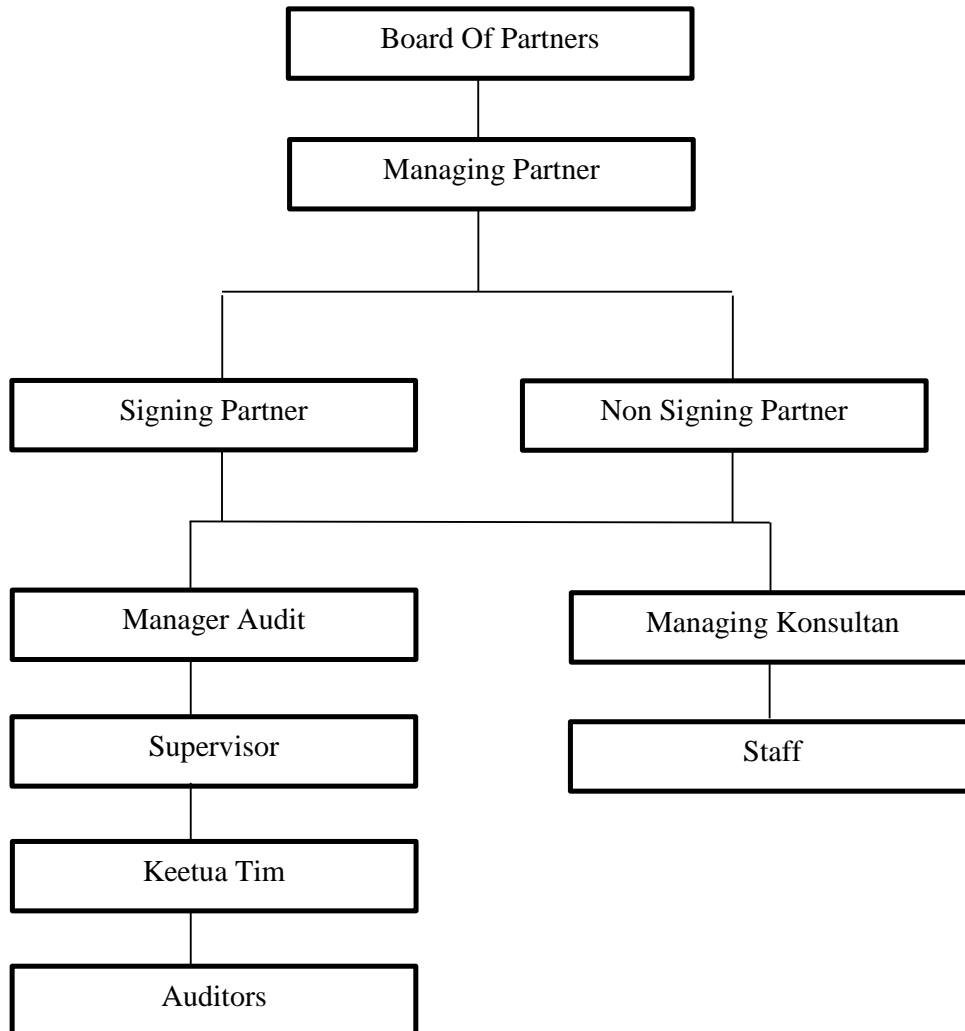 Board Of Partners
Managing Partner
Signing Partner
Non Signing Partner
Manager Audit
Managing Konsultan
Supervisor
Staff
Keetua Tim
Auditors